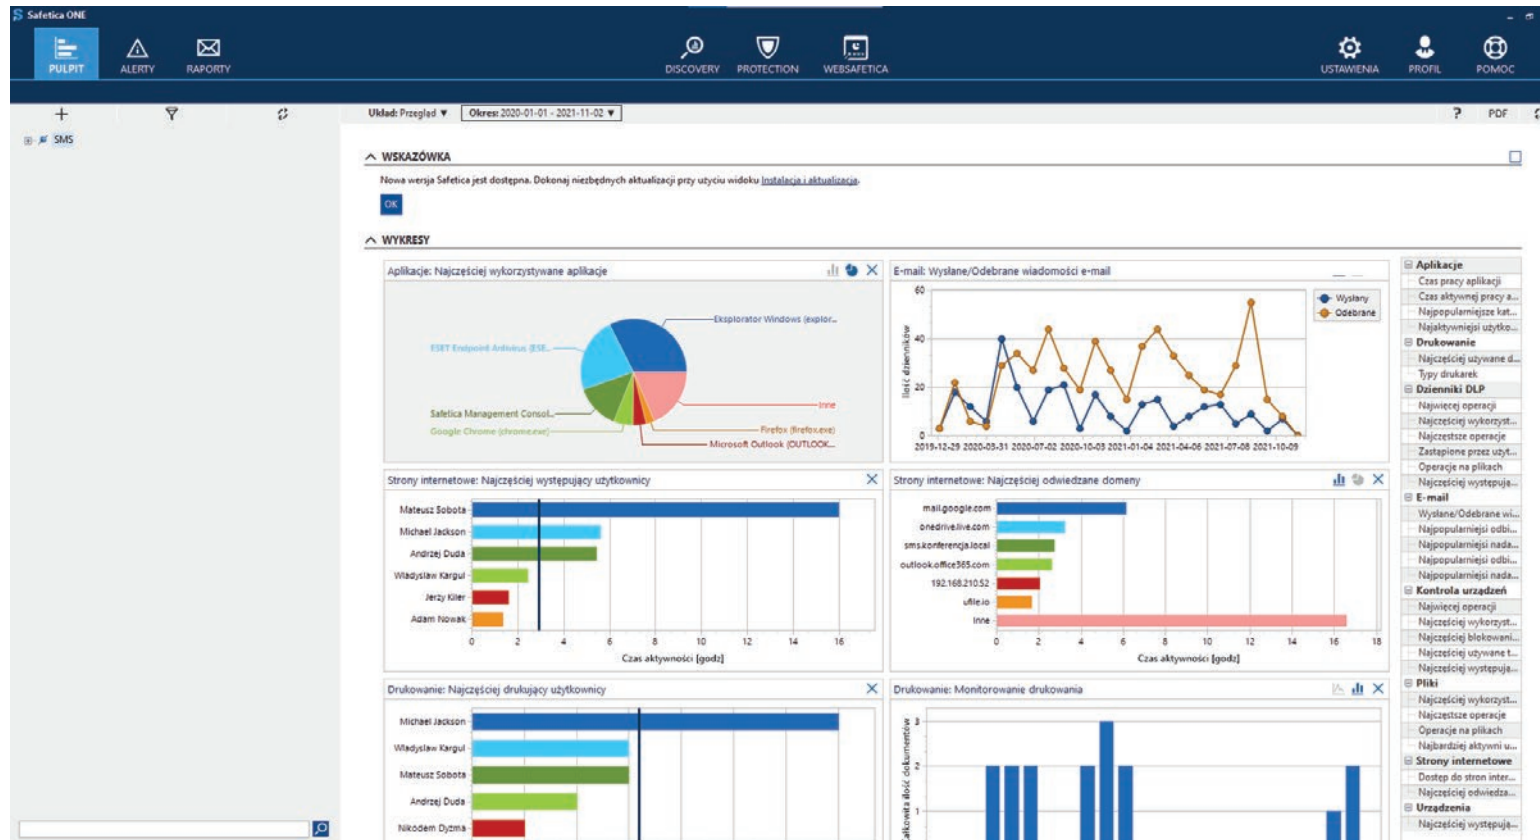 Safetica ONE
PULPIT
ALERTY
RAPORTY
DISCOVERY
PROTECTION
WEBSAFETICA
USTAWIENIA
PROFIL
POMOC
Układ: Przegląd ▼
Okres: 2020-01-01 - 2021-11-02 ▼
? PDF
SMS
WSKAZÓWKA
Nowa wersja Safetica jest dostępna. Dokonaj niezbędnych aktualizacji przy użyciu widoku Instalacja i aktualizacja.
OK
WYKRESY
Aplikacje: Najczęściej wykorzystywane aplikacje
Eksplorator Windows (explor...
ESET Endpoint Antivirus (ESE...
Inne
Safetica Management Consol...
Google Chrome (chrome.exe)
Firefox (firefox.exe)
Microsoft Outlook (OUTLOOK...
E-mail: Wysłane/Odebrane wiadomości e-mail
Ilość dzienników
60
40
20
0
2019-12-29 2020-03-31 2020-07-02 2020-10-03 2021-01-04 2021-04-06 2021-07-08 2021-10-09
Wysłany
Odebrane
Strony internetowe: Najczęściej występujący użytkownicy
Mateusz Sobota
Michael Jackson
Andrzej Duda
Wladyslaw Kargul
Jerzy Kiler
Adam Nowak
0 2 4 6 8 10 12 14 16
Czas aktywności [godz]
Strony internetowe: Najczęściej odwiedzane domeny
mail.google.com
onedrive.live.com
sms.konferencja.local
outlook.office365.com
192.168.210.52
ufile.io
Inne
0 2 4 6 8 10 12 14 16 18
Czas aktywności [godz]
Drukowanie: Najczęściej drukujący użytkownicy
Michael Jackson
Wladyslaw Kargul
Mateusz Sobota
Andrzej Duda
Nikodem Dyzma
Drukowanie: Monitorowanie drukowania
ałkowita ilość dokumentów
3
2
1
Aplikacje
Czas pracy aplikacji
Czas aktywnej pracy a...
Najpopularniejsze kat...
Najaktywniejsi użytko...
Drukowanie
Najczęściej używane d...
Typy drukarek
Dzienniki DLP
Najwięcej operacji
Najczęściej wykorzyst...
Najczęstsze operacje
Zastąpione przez użyt...
Operacje na plikach
Najczęściej występują...
E-mail
Wysłane/Odebrane wi...
Najpopularniejsi odbi...
Najpopularniejsi nada...
Najpopularniejsi odbi...
Najpopularniejsi nada...
Kontrola urządzeń
Najwięcej operacji
Najczęściej wykorzyst...
Najczęściej blokowani...
Najczęściej używane t...
Najczęściej występują...
Pliki
Najczęściej wykorzyst...
Najczęstsze operacje
Operacje na plikach
Najbardziej aktywni u...
Strony internetowe
Dostęp do stron inter...
Najczęściej odwiedza...
Urządzenia
Najczęściej występują...